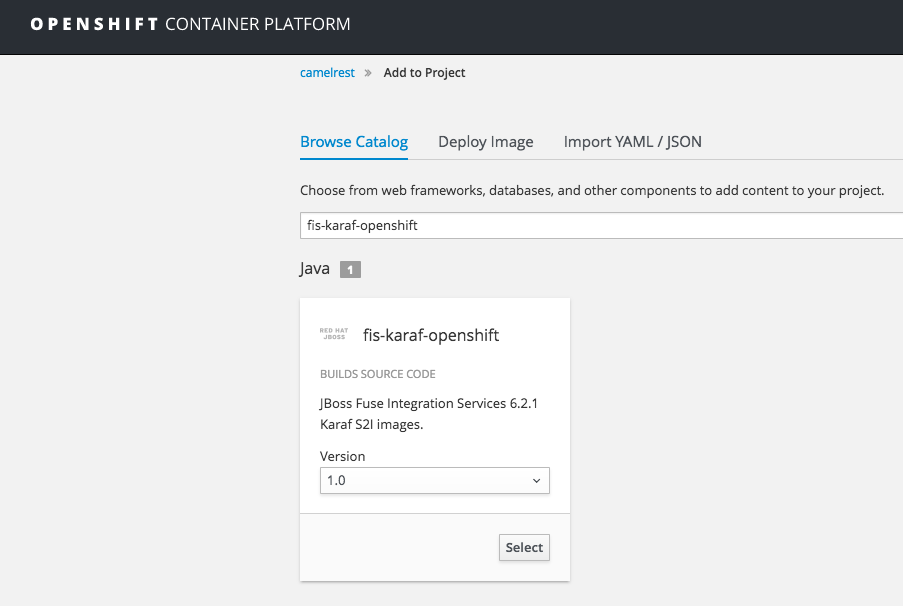 OPENSHIFT CONTAINER PLATFORM
camelrest » Add to Project
Browse Catalog Deploy Image Import YAML / JSON
Choose from web frameworks, databases, and other components to add content to your project.
fis-karaf-openshift
Java 1
RED HAT
JBOSS
fis-karaf-openshift
BUILDS SOURCE CODE
JBoss Fuse Integration Services 6.2.1
Karaf S2I images.
Version
1.0
Select